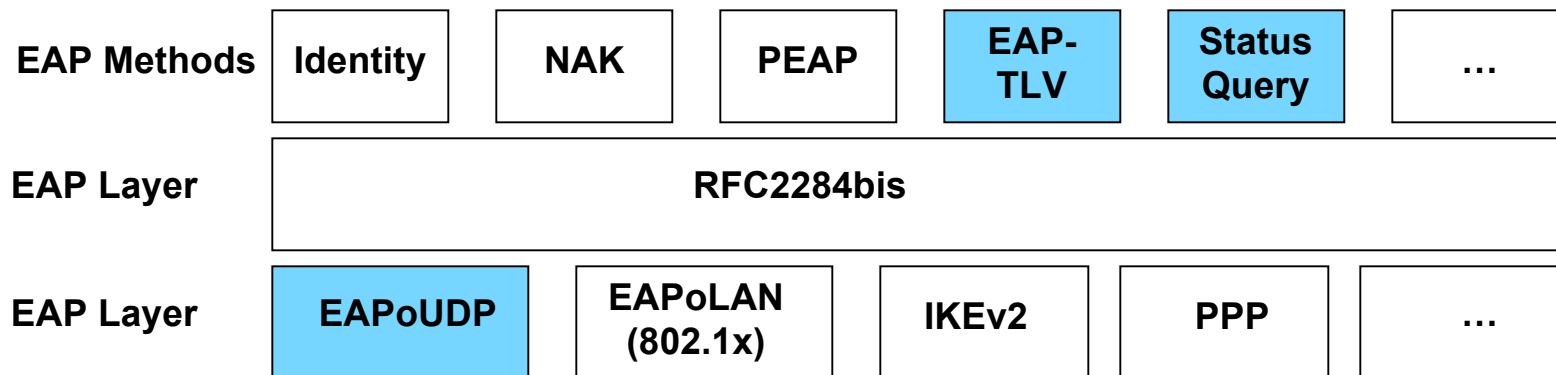 EAP Methods
Identity
NAK
PEAP
EAP-
TLV
Status
Query
...
EAP Layer
RFC2284bis
EAP Layer
EAPoUDP
EAPoLAN
(802.1x)
IKEv2
PPP
...